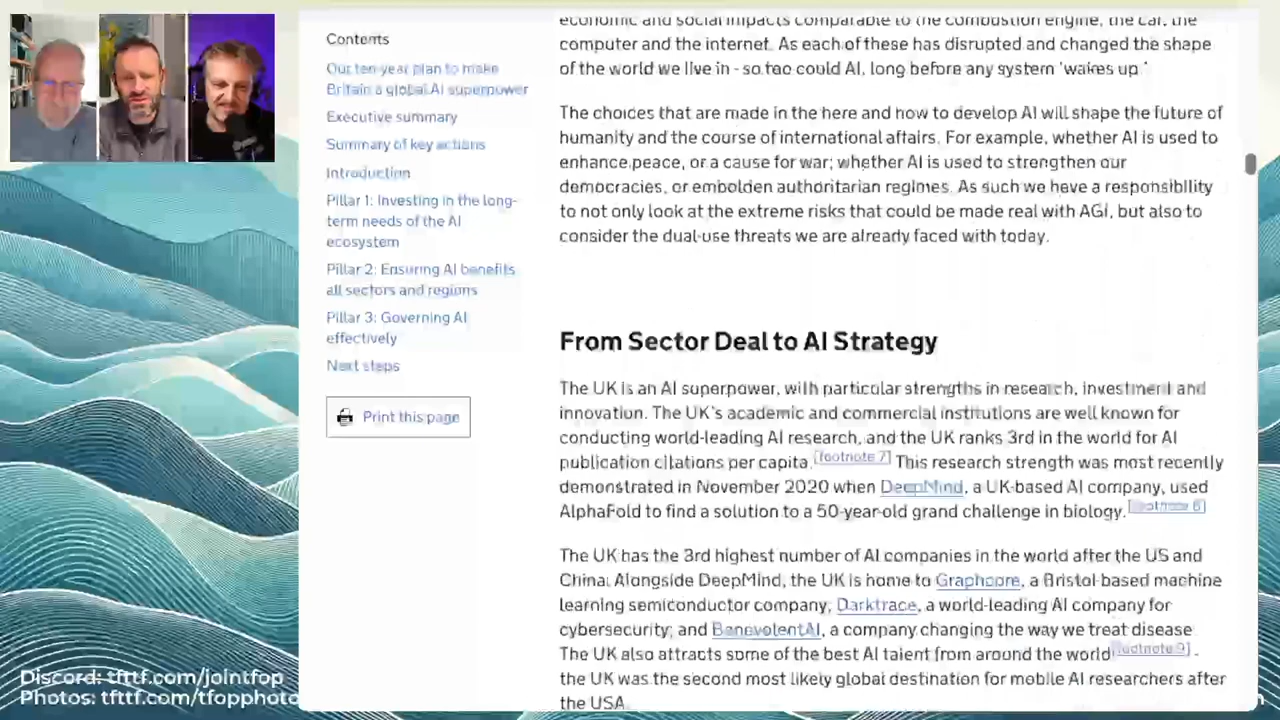 Contents
Our ten-year plan to make
Britain a global AI superpower
Executive summary
Summary of key actions
Introduction
Pillar 1: Investing in the long-
term needs of the AI
ecosystem
Pillar 2: Ensuring AI benefits
all sectors and regions
Pillar 3: Governing AI
effectively
Next steps
Print this page
economic and social impacts comparable to the combustion engine, the car, the
computer and the internet. As each of these has disrupted and changed the shape
of the world we live in - so too could AI, long before any system 'wakes up.'
The choices that are made in the here and now to develop AI will shape the future of
humanity and the course of international affairs. For example, whether AI is used to
enhance peace, or a cause for war; whether AI is used to strengthen our
democracies, or embolden authoritarian regimes. As such we have a responsibility
to not only look at the extreme risks that could be made real with AGI, but also to
consider the dual-use threats we are already faced with today.
From Sector Deal to AI Strategy
The UK is an AI superpower, with particular strengths in research, investment and
innovation. The UK's academic and commercial institutions are well known for
conducting world-leading AI research, and the UK ranks 3rd in the world for AI
publication citations per capita.[footnote 7] This research strength was most recently
demonstrated in November 2020 when DeepMind, a UK-based AI company, used
AlphaFold to find a solution to a 50-year-old grand challenge in biology.[footnote 8]
The UK has the 3rd highest number of AI companies in the world after the US and
China. Alongside DeepMind, the UK is home to Graphcore, a Bristol-based machine
learning semiconductor company; Darktrace, a world-leading AI company for
cybersecurity; and BenevolentAI, a company changing the way we treat disease.
The UK also attracts some of the best AI talent from around the world[footnote 9] -
the UK was the second most likely global destination for mobile AI researchers after
the USA.
Discord: tfttf.com/jointfop
Photos: tfttf.com/tfopphoto